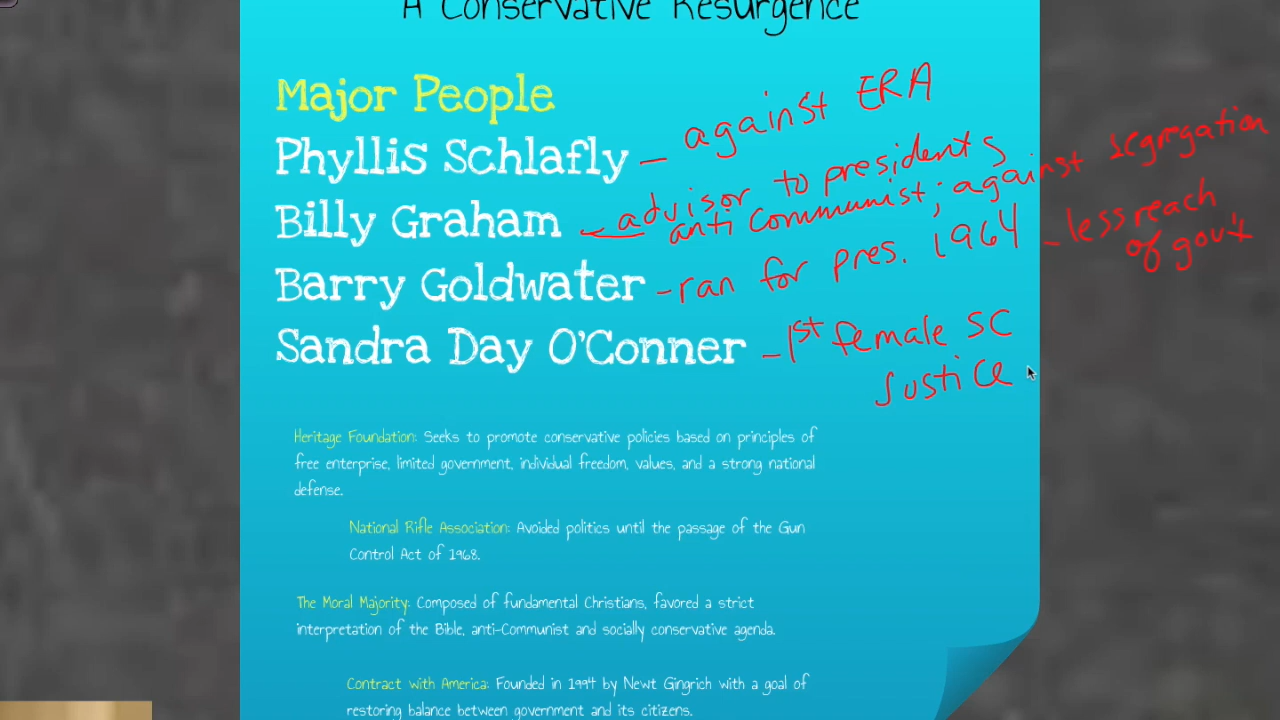 A Conservative Resurgence
Major People
Phyllis Schlafly - against ERA
Billy Graham advisor to presidents
anti Communist; against segregation
Barry Goldwater - ran for pres. 1964 - less reach
of gov't
Sandra Day O'Conner - 1st female SC
Justice
Heritage Foundation: Seeks to promote conservative policies based on principles of
free enterprise, limited government, individual freedom, values, and a strong national
defense.
National Rifle Association: Avoided politics until the passage of the Gun
Control Act of 1968.
The Moral Majority: Composed of fundamental Christians, favored a strict
interpretation of the Bible, anti-Communist and socially conservative agenda.
Contract with America: Founded in 1994 by Newt Gingrich with a goal of
restoring balance between government and its citizens.